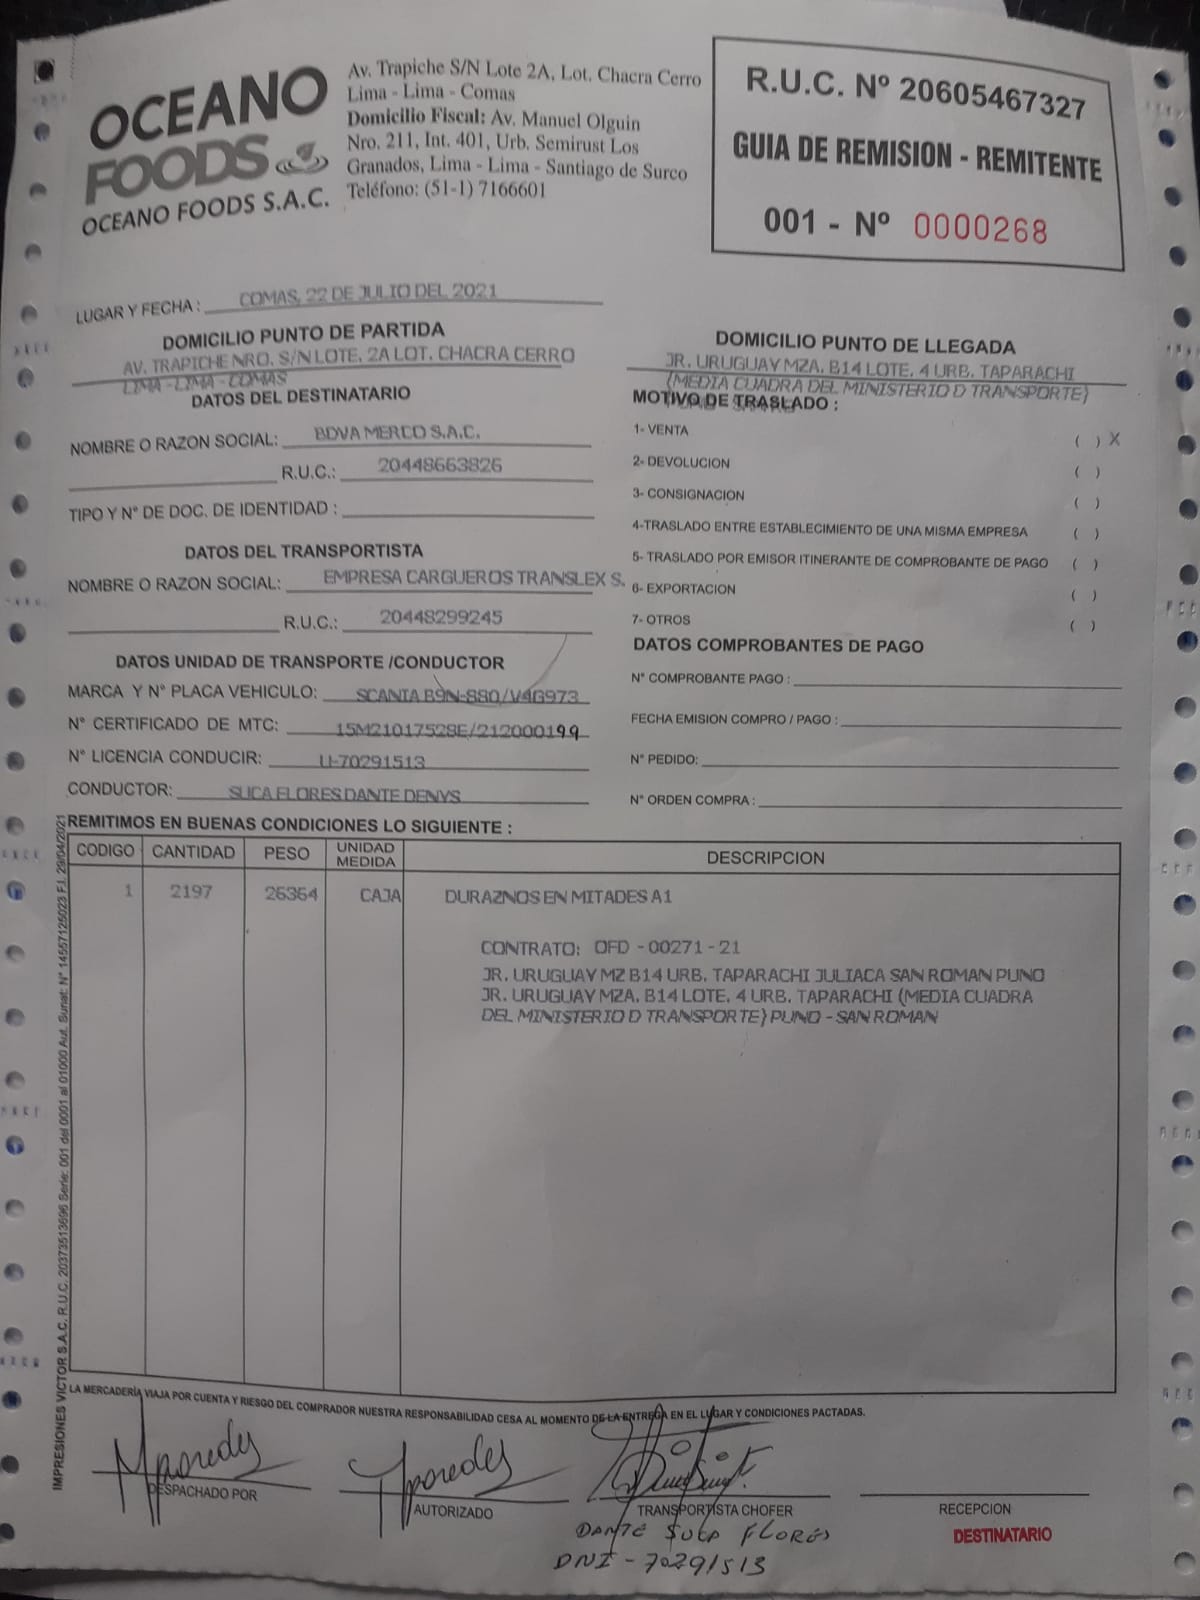 OCEANO
FOODS
OCEANO FOODS S.A.C.
Av. Trapiche S/N Lote 2A, Lot. Chacra Cerro
Lima - Lima - Comas
Domicilio Fiscal: Av. Manuel Olguin
Nro. 211, Int. 401, Urb. Semirust Los
Granados, Lima - Lima - Santiago de Surco
Teléfono: (51-1) 7166601
R.U.C. Nº 20605467327
GUIA DE REMISION - REMITENTE
001 - Nº 0000268
LUGAR Y FECHA : COMAS, 22 DE JULIO DEL 2021
DOMICILIO PUNTO DE PARTIDA
AV. TRAPICHE NRO. S/N LOTE. 2A LOT. CHACRA CERRO
LIMA - LIMA - COMAS
DOMICILIO PUNTO DE LLEGADA
JR. URUGUAY MZA. B14 LOTE. 4 URB. TAPARACHI
(MEDIA CUADRA DEL MINISTERIO D TRANSPORTE)
DATOS DEL DESTINATARIO
NOMBRE O RAZON SOCIAL: BDVA MERCO S.A.C.
R.U.C.: 20448663826
TIPO Y Nº DE DOC. DE IDENTIDAD :
MOTIVO DE TRASLADO :
1- VENTA ( ) X
2- DEVOLUCION ( )
3- CONSIGNACION ( )
4-TRASLADO ENTRE ESTABLECIMIENTO DE UNA MISMA EMPRESA ( )
5- TRASLADO POR EMISOR ITINERANTE DE COMPROBANTE DE PAGO ( )
6- EXPORTACION ( )
7- OTROS ( )
DATOS DEL TRANSPORTISTA
NOMBRE O RAZON SOCIAL: EMPRESA CARGUEROS TRANSLEX S.
R.U.C.: 20448299245
DATOS UNIDAD DE TRANSPORTE /CONDUCTOR
MARCA Y Nº PLACA VEHICULO: SCANIA B9N-880/V4G973
N° CERTIFICADO DE MTC: 15M21017528E/212000199
N° LICENCIA CONDUCIR: U-70291513
CONDUCTOR: SUCA FLORES DANTE DENYS
DATOS COMPROBANTES DE PAGO
N° COMPROBANTE PAGO :
FECHA EMISION COMPRO / PAGO :
N° PEDIDO:
N° ORDEN COMPRA :
REMITIMOS EN BUENAS CONDICIONES LO SIGUIENTE :
CODIGO CANTIDAD PESO UNIDAD MEDIDA DESCRIPCION
1 2197 26364 CAJA DURAZNOS EN MITADES A1
CONTRATO: OFD - 00271 - 21
JR. URUGUAY MZ B14 URB. TAPARACHI JULIACA SAN ROMAN PUNO
JR. URUGUAY MZA. B14 LOTE. 4 URB. TAPARACHI (MEDIA CUADRA
DEL MINISTERIO D TRANSPORTE) PUNO - SAN ROMAN
IMPRESIONES VICTOR S.A.C. R.U.C. 20373513696 Serie: 001 del 0001 al 01000 Aut. Sunat: N° 14557125023 F.I. 29/04/2021
LA MERCADERÍA VIAJA POR CUENTA Y RIESGO DEL COMPRADOR NUESTRA RESPONSABILIDAD CESA AL MOMENTO DE LA ENTREGA EN EL LUGAR Y CONDICIONES PACTADAS.
DESPACHADO POR
AUTORIZADO
TRANSPORTISTA CHOFER
DANTE SUCA FLORES
DNI - 70291513
RECEPCION
DESTINATARIO